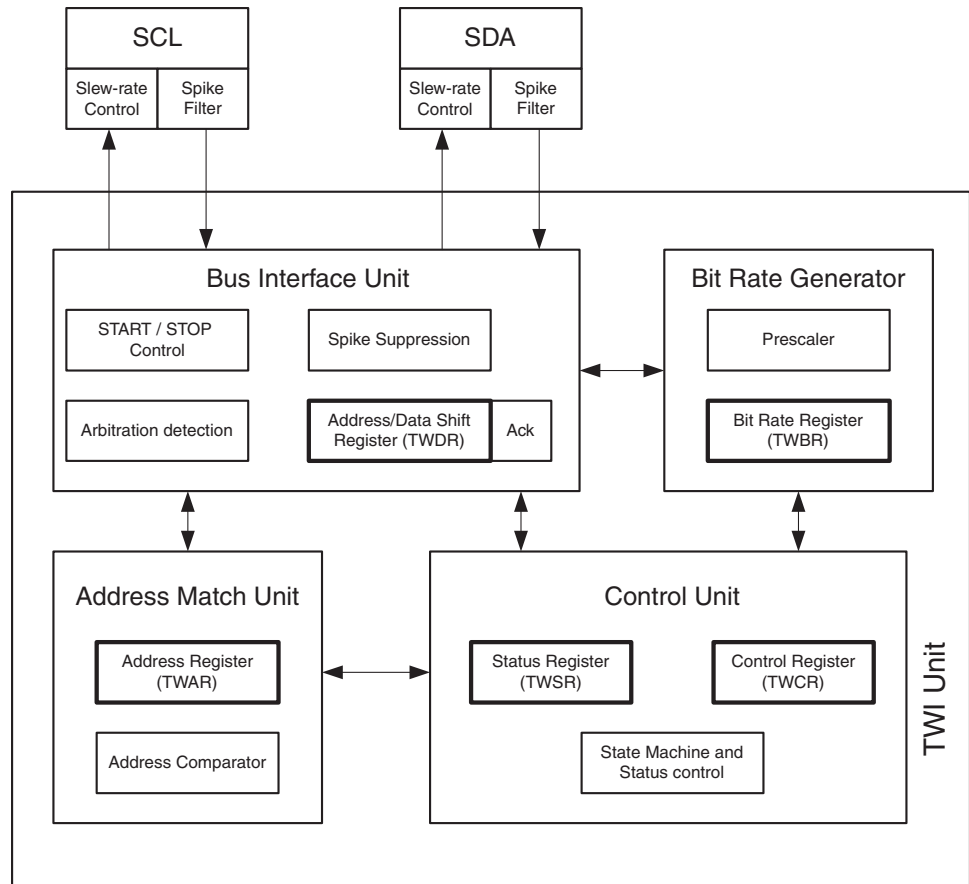 SCL
Slew-rate
Control
Spike
Filter
SDA
Slew-rate
Control
Spike
Filter
Bus Interface Unit
START / STOP
Control
Spike Suppression
Arbitration detection
Address/Data Shift
Register (TWDR)
Ack
Bit Rate Generator
Prescaler
Bit Rate Register
(TWBR)
Address Match Unit
Address Register
(TWAR)
Address Comparator
Control Unit
Status Register
(TWSR)
Control Register
(TWCR)
State Machine and
Status control
TWI Unit